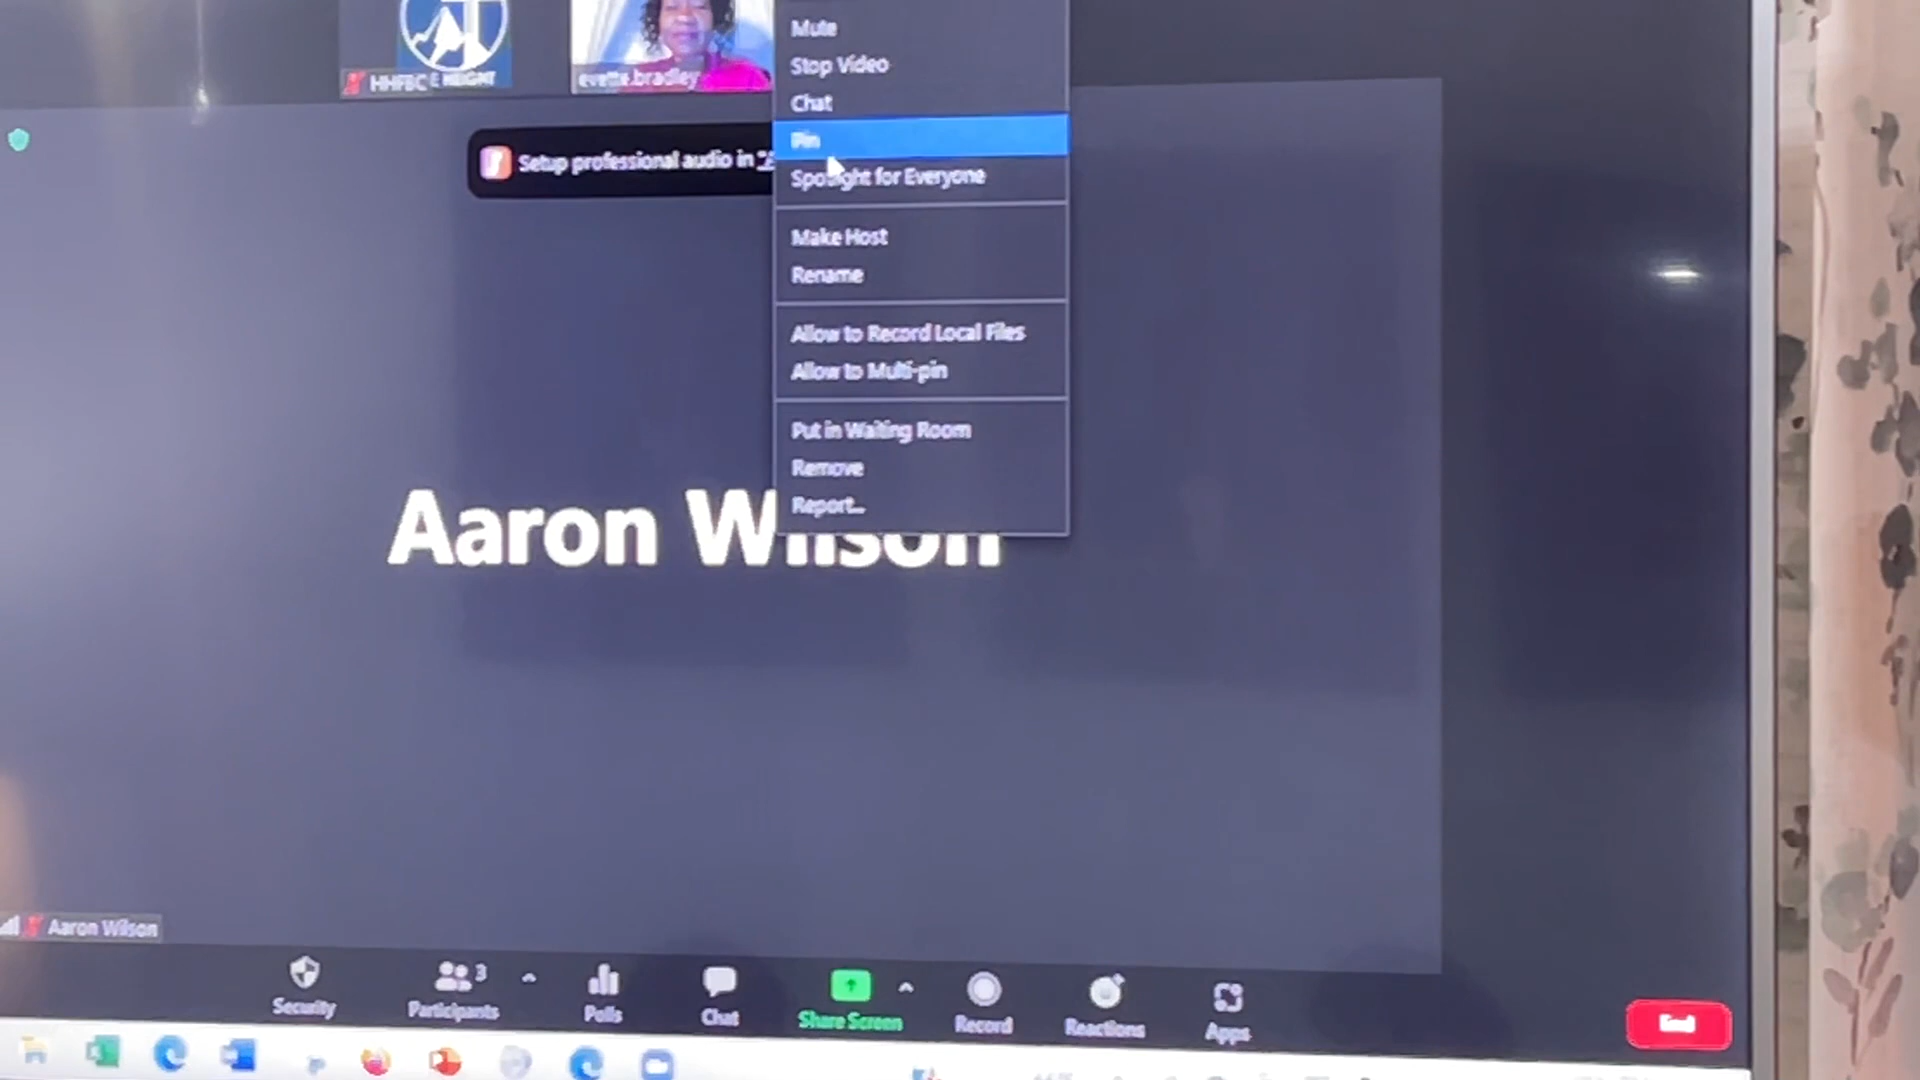 HHFBC E HEIGHT
evette.bradley
Mute
Stop Video
Chat
Pin
Setup professional audio in
Spotlight for Everyone
Make Host
Rename
Allow to Record Local Files
Allow to Multi-pin
Put in Waiting Room
Remove
Report...
Aaron Wilson
Aaron Wilson
3
Security
Participants
Polls
Chat
Share Screen
Record
Reactions
Apps
End